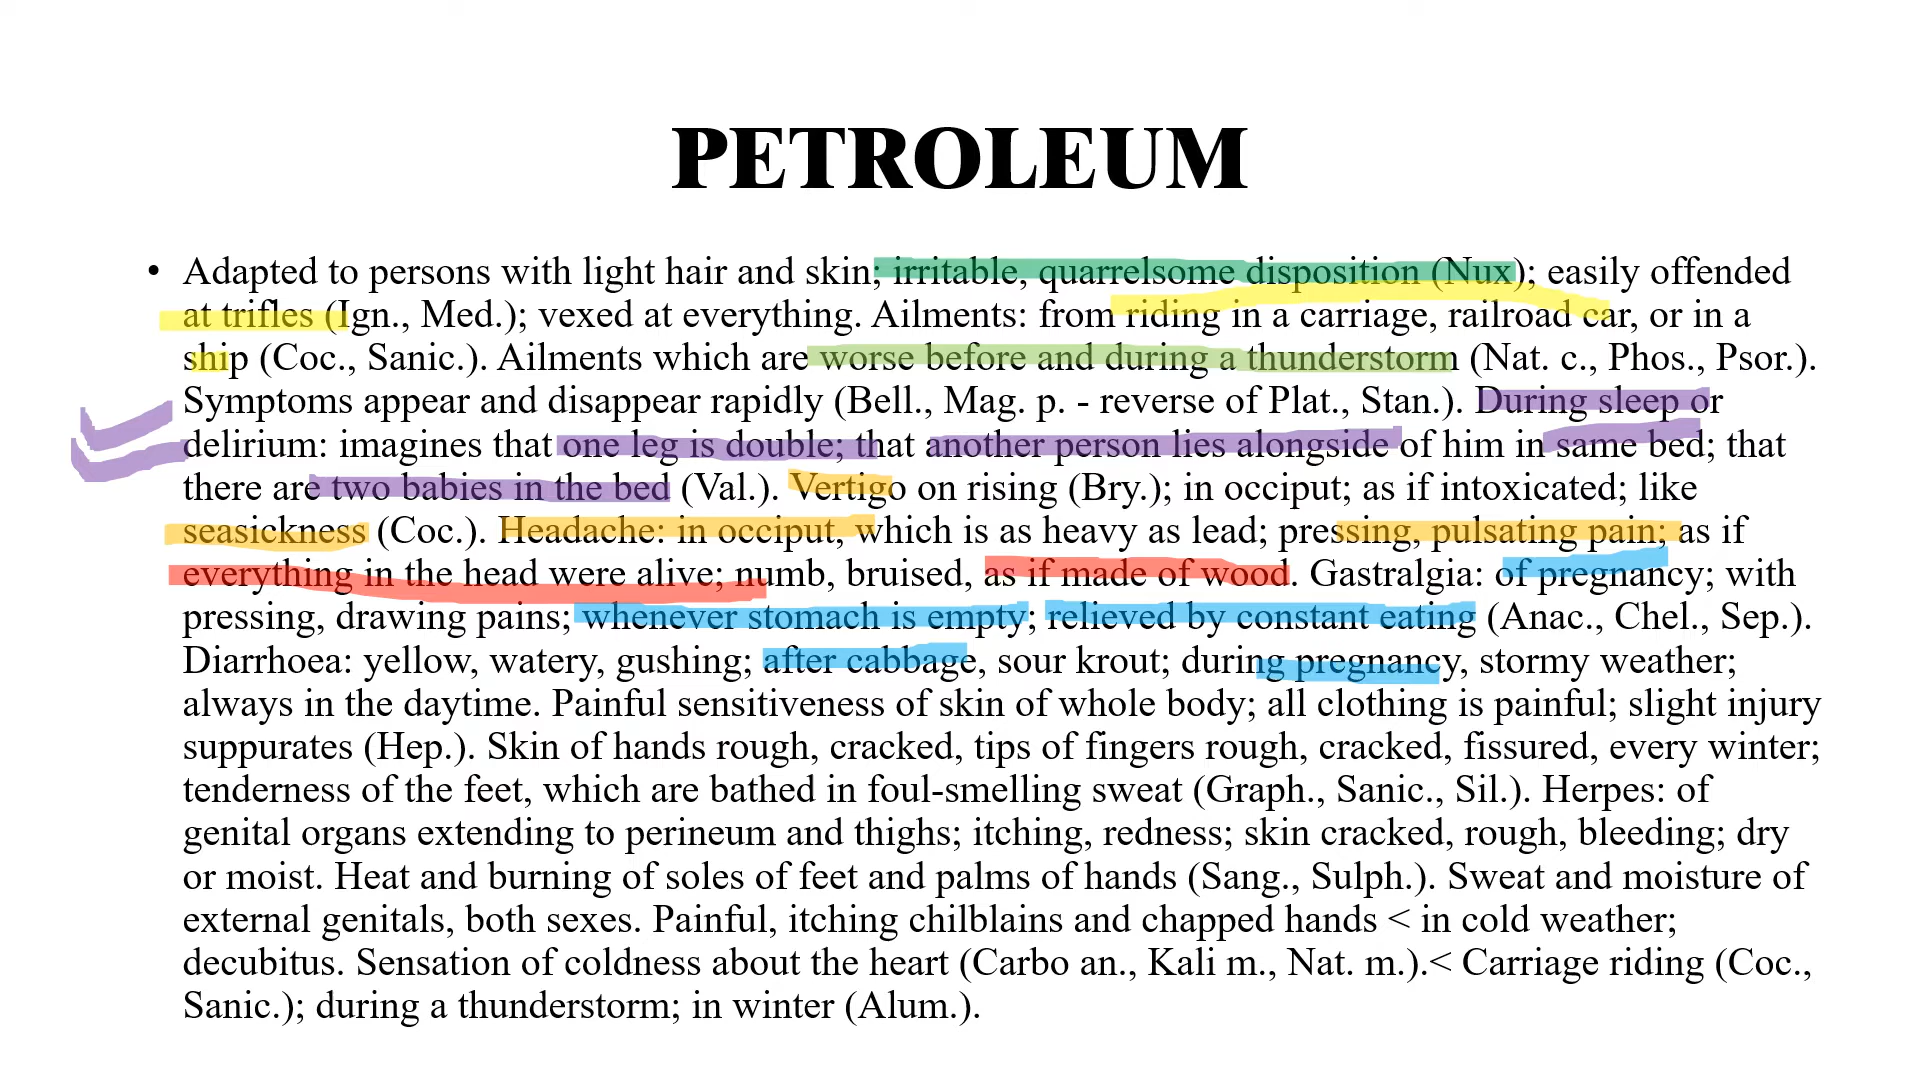 PETROLEUM
• Adapted to persons with light hair and skin; irritable, quarrelsome disposition (Nux); easily offended
at trifles (Ign., Med.); vexed at everything. Ailments: from riding in a carriage, railroad car, or in a
ship (Coc., Sanic.). Ailments which are worse before and during a thunderstorm (Nat. c., Phos., Psor.).
Symptoms appear and disappear rapidly (Bell., Mag. p. - reverse of Plat., Stan.). During sleep or
delirium: imagines that one leg is double; that another person lies alongside of him in same bed; that
there are two babies in the bed (Val.). Vertigo on rising (Bry.); in occiput; as if intoxicated; like
seasickness (Coc.). Headache: in occiput, which is as heavy as lead; pressing, pulsating pain; as if
everything in the head were alive; numb, bruised, as if made of wood. Gastralgia: of pregnancy; with
pressing, drawing pains; whenever stomach is empty; relieved by constant eating (Anac., Chel., Sep.).
Diarrhoea: yellow, watery, gushing; after cabbage, sour krout; during pregnancy, stormy weather;
always in the daytime. Painful sensitiveness of skin of whole body; all clothing is painful; slight injury
suppurates (Hep.). Skin of hands rough, cracked, tips of fingers rough, cracked, fissured, every winter;
tenderness of the feet, which are bathed in foul-smelling sweat (Graph., Sanic., Sil.). Herpes: of
genital organs extending to perineum and thighs; itching, redness; skin cracked, rough, bleeding; dry
or moist. Heat and burning of soles of feet and palms of hands (Sang., Sulph.). Sweat and moisture of
external genitals, both sexes. Painful, itching chilblains and chapped hands < in cold weather;
decubitus. Sensation of coldness about the heart (Carbo an., Kali m., Nat. m.).< Carriage riding (Coc.,
Sanic.); during a thunderstorm; in winter (Alum.).